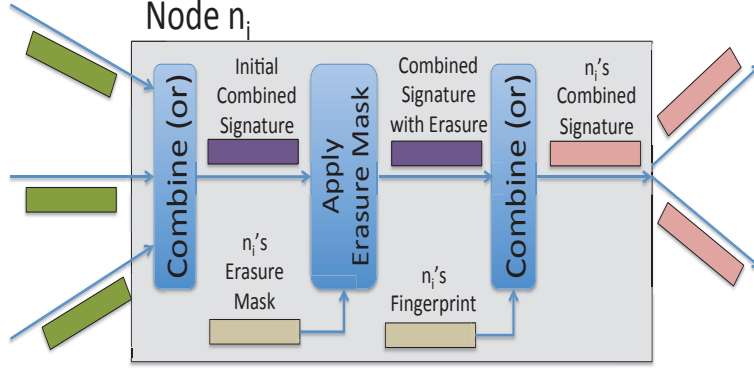 Node nᵢ
Combine (or)
Initial
Combined
Signature
Apply
Erasure Mask
Combined
Signature
with Erasure
Combine (or)
nᵢ's
Combined
Signature
nᵢ's
Erasure
Mask
nᵢ's
Fingerprint